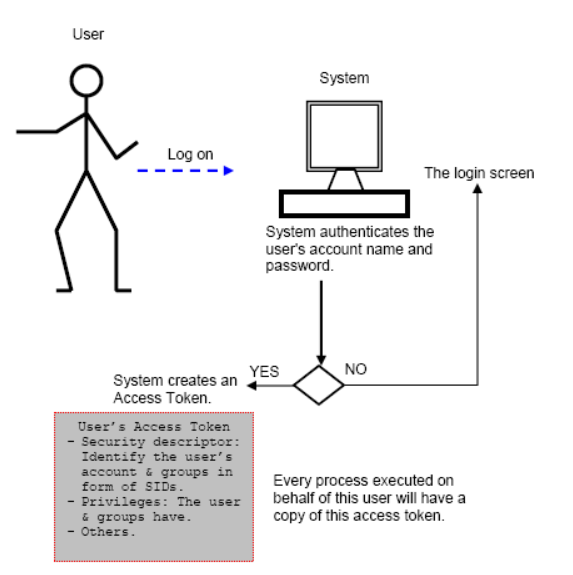 User
System
Log on
The login screen
System authenticates the
user's account name and
password.
YES
NO
System creates an
Access Token.
User's Access Token
- Security descriptor:
Identify the user's
account & groups in
form of SIDs.
- Privileges: The user
& groups have.
- Others.
Every process executed on
behalf of this user will have a
copy of this access token.